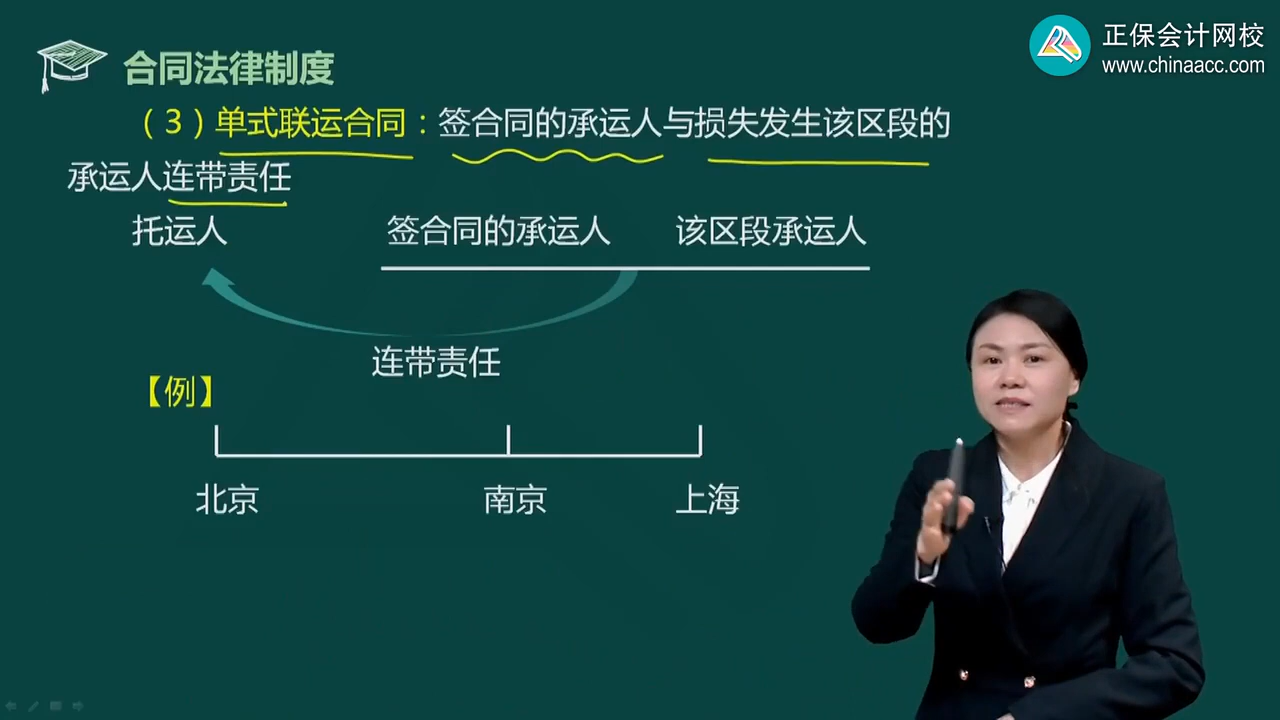 正保会计网校
www.chinaacc.com
合同法律制度
（3）单式联运合同：签合同的承运人与损失发生该区段的
承运人连带责任
托运人 签合同的承运人 该区段承运人
连带责任
【例】
北京 南京 上海